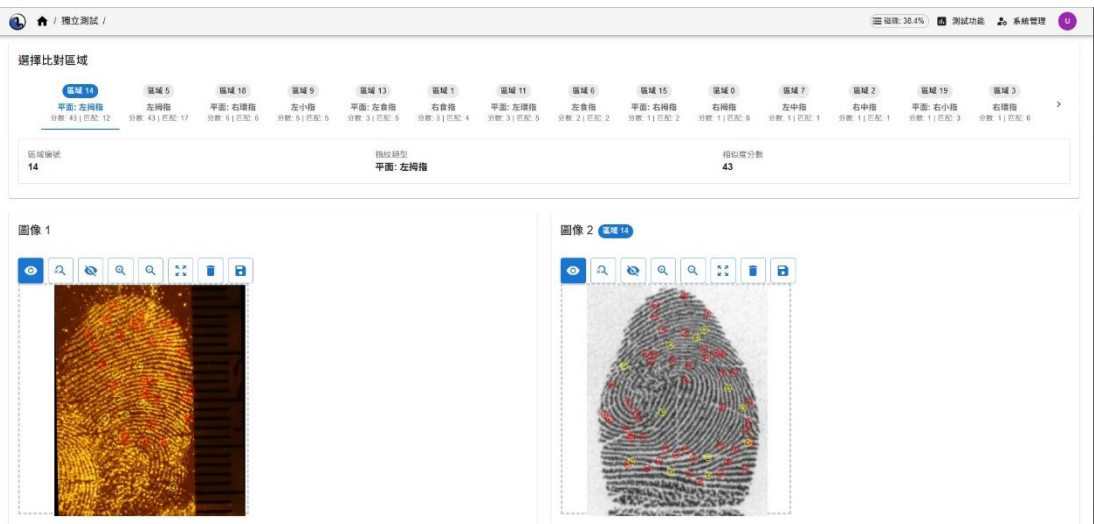 / 獨立測試 /
磁碟: 38.4%
測試功能
系統管理
U
選擇比對區域
區域 14
平面: 左拇指
分數: 43 | 匹配: 12
區域 5
左拇指
分數: 43 | 匹配: 17
區域 18
平面: 右環指
分數: 6 | 匹配: 6
區域 9
左小指
分數: 5 | 匹配: 5
區域 13
平面: 左食指
分數: 3 | 匹配: 5
區域 1
右食指
分數: 3 | 匹配: 4
區域 11
平面: 左環指
分數: 3 | 匹配: 5
區域 6
左食指
分數: 2 | 匹配: 2
區域 15
平面: 右拇指
分數: 1 | 匹配: 2
區域 0
右拇指
分數: 1 | 匹配: 6
區域 7
左中指
分數: 1 | 匹配: 1
區域 2
右中指
分數: 1 | 匹配: 1
區域 19
平面: 右小指
分數: 1 | 匹配: 3
區域 3
右環指
分數: 1 | 匹配: 6
區域編號
14
指紋類型
平面: 左拇指
相似度分數
43
圖像 1
圖像 2 區域 14